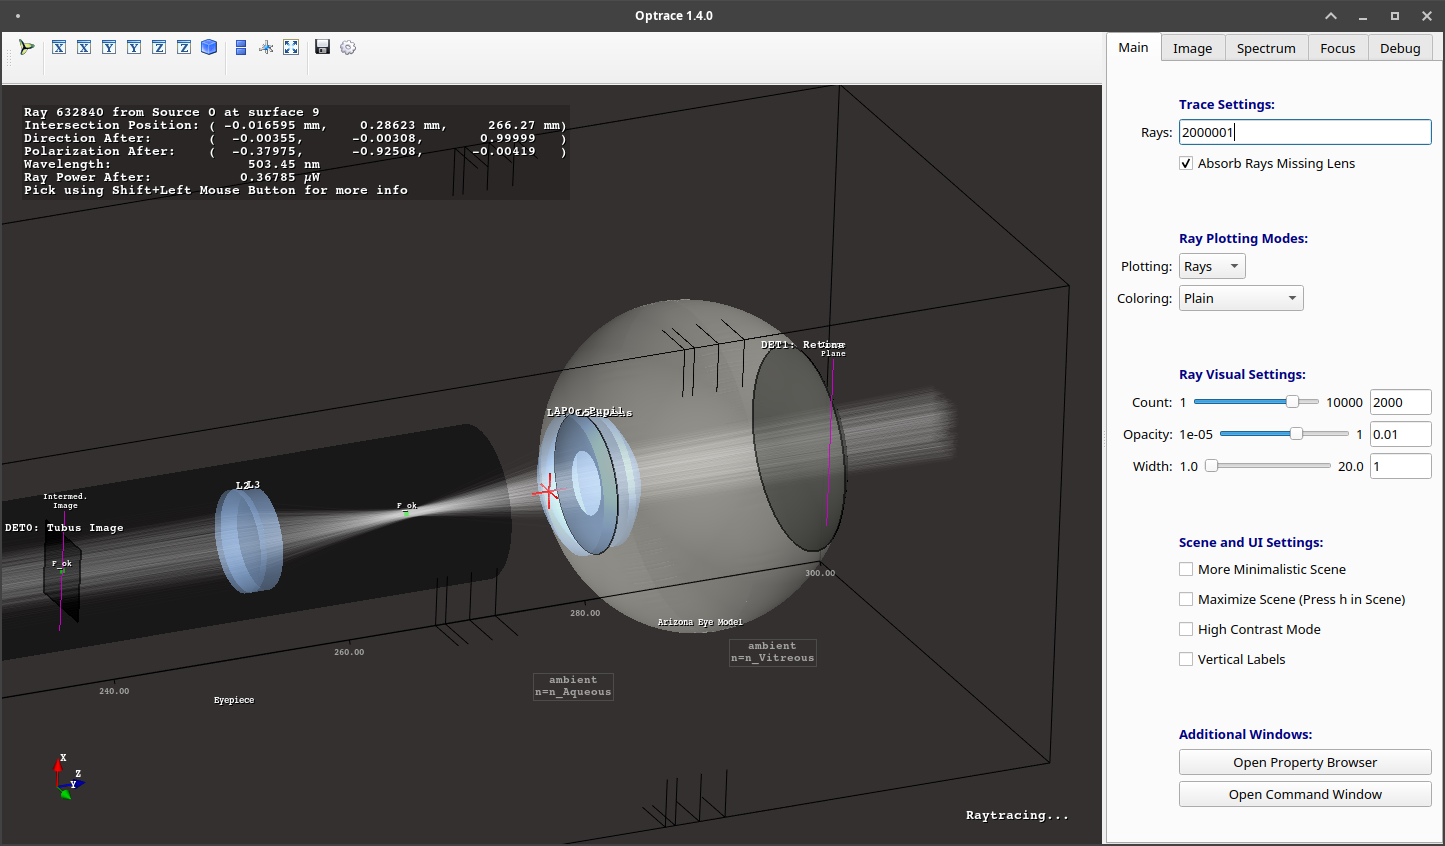 Optrace 1.4.0
X X Y Y Z Z
Main Image Spectrum Focus Debug
Ray 632840 from Source 0 at surface 9
Intersection Position: ( -0.016595 mm, 0.28623 mm, 266.27 mm)
Direction After: ( -0.00355, -0.00308, 0.99999 )
Polarization After: ( -0.37975, -0.92508, -0.00419 )
Wavelength: 503.45 nm
Ray Power After: 0.36785 µW
Pick using Shift+Left Mouse Button for more info
DET1: Retina
Plane
APO: Pupil
L2 L3
Intermed.
Image
F_ok
DET0: Tubus Image
F_ok
300.00
280.00
Arizona Eye Model
260.00
ambient
n=n_Vitreous
ambient
n=n_Aqueous
240.00
Eyepiece
X
Z
Y
Raytracing...
Trace Settings:
Rays: 2000001
Absorb Rays Missing Lens
Ray Plotting Modes:
Plotting: Rays
Coloring: Plain
Ray Visual Settings:
Count: 1 10000 2000
Opacity: 1e-05 1 0.01
Width: 1.0 20.0 1
Scene and UI Settings:
More Minimalistic Scene
Maximize Scene (Press h in Scene)
High Contrast Mode
Vertical Labels
Additional Windows:
Open Property Browser
Open Command Window